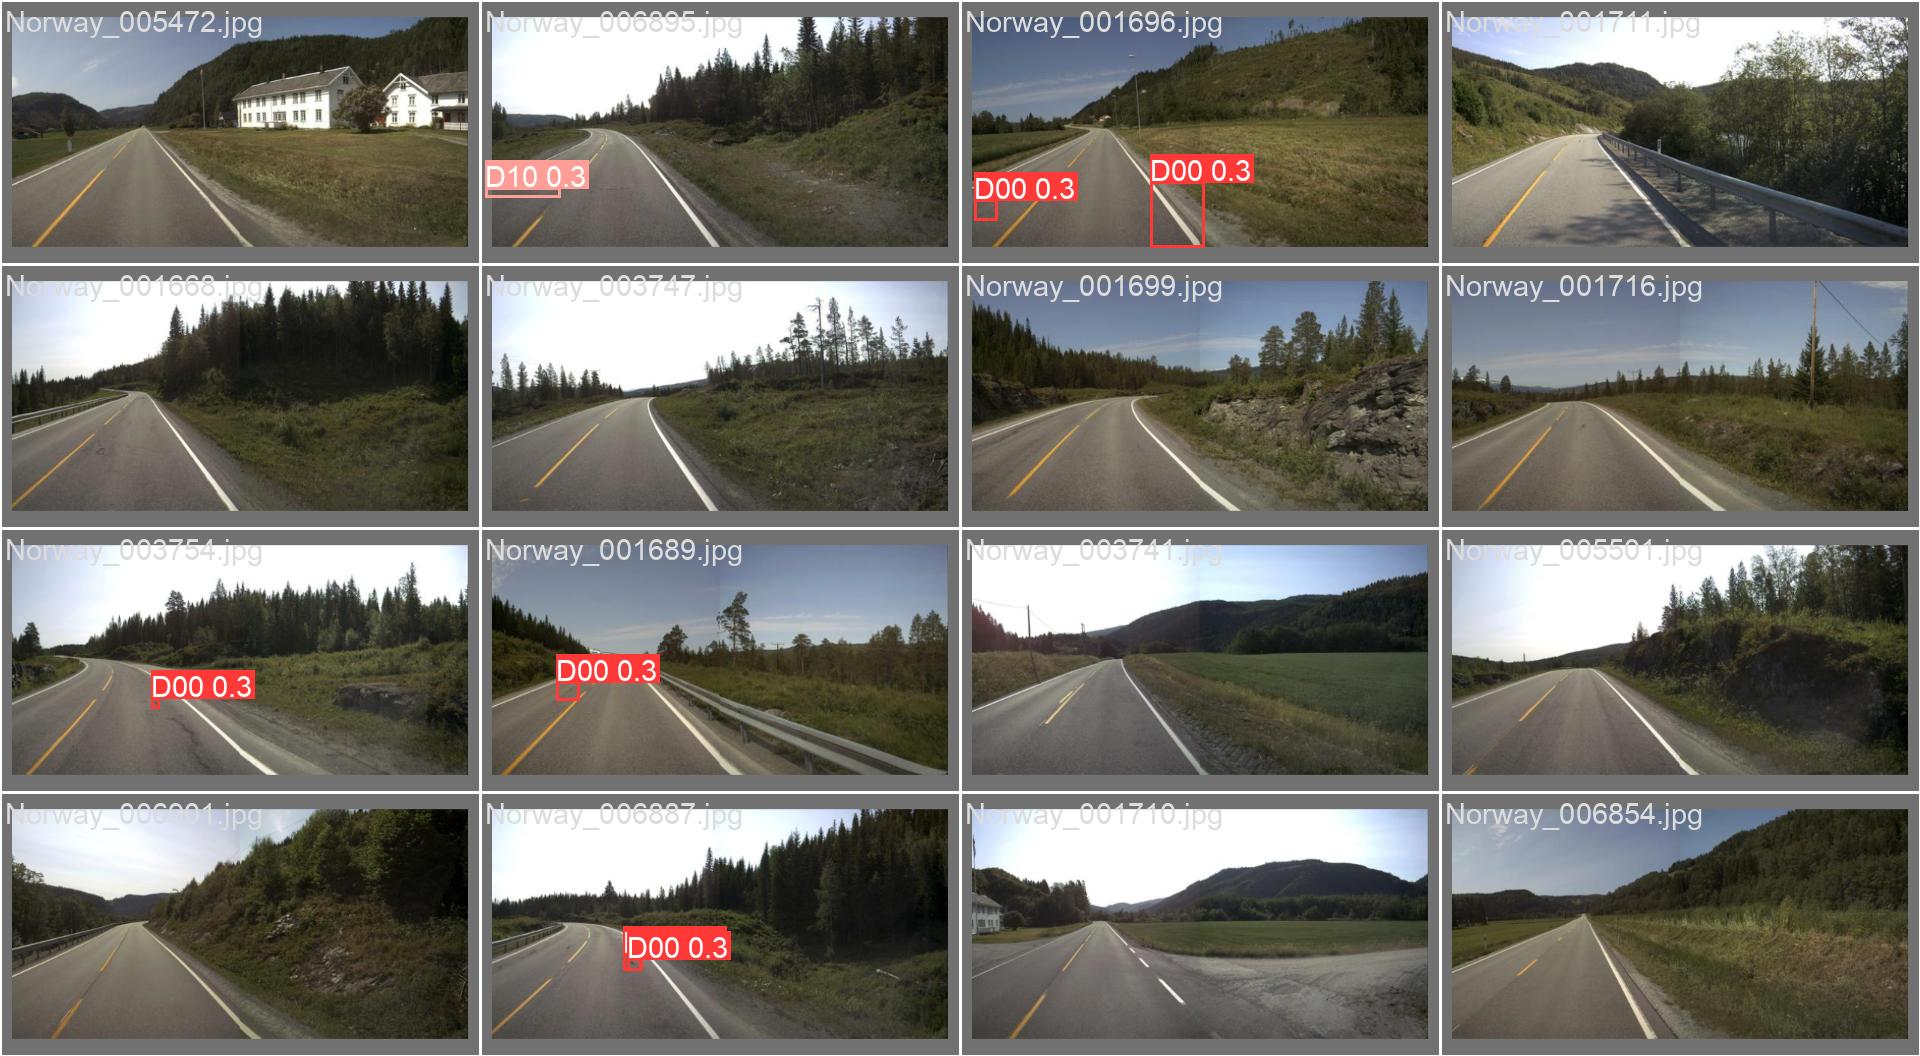 Norway_005472.jpg
Norway_006895.jpg
Norway_001696.jpg
Norway_001711.jpg
D10 0.3
D00 0.3
D00 0.3
Norway_001668.jpg
Norway_003747.jpg
Norway_001699.jpg
Norway_001716.jpg
Norway_003754.jpg
Norway_001689.jpg
Norway_003741.jpg
Norway_005501.jpg
D00 0.3
D00 0.3
Norway_006901.jpg
Norway_006887.jpg
Norway_001710.jpg
Norway_006854.jpg
D00 0.3